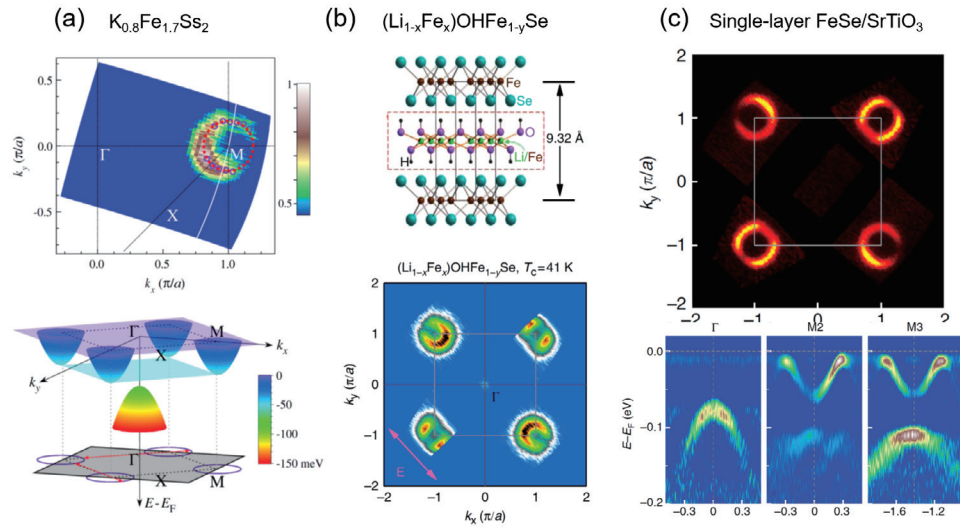 (a) K0.8Fe1.7Ss2
0.5
0.0
-0.5
ky (π/a)
Γ
M
X
1
0.5
0.0
0.5
1.0
kx (π/a)
Γ
M
X
kx
ky
0
-50
-100
-150 meV
Γ
X
M
E - EF
(b) (Li1-xFex)OHFe1-ySe
Fe
Se
O
H
Li/Fe
9.32 Å
(Li1-xFex)OHFe1-ySe, Tc=41 K
2
1
0
-1
-2
ky (π/a)
Γ
E
-2
-1
0
1
2
kx (π/a)
(c) Single-layer FeSe/SrTiO3
2
1
0
-1
-2
ky (π/a)
-2
-1
0
1
2
Γ
M2
M3
0.0
-0.1
-0.2
E–EF (eV)
-0.3 0 0.3
-0.3 0 0.3
-1.6 -1.2